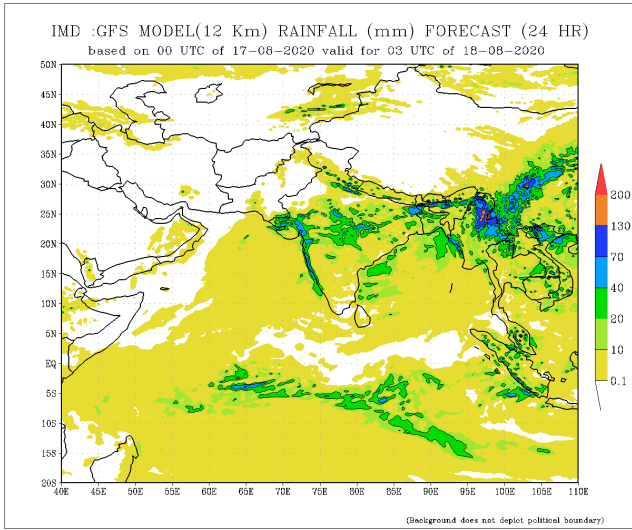 IMD :GFS MODEL(12 Km) RAINFALL (mm) FORECAST (24 HR)
based on 00 UTC of 17-08-2020 valid for 03 UTC of 18-08-2020
50N
45N
40N
35N
30N
25N
20N
15N
10N
5N
EQ
5S
10S
15S
20S
40E 45E 50E 55E 60E 65E 70E 75E 80E 85E 90E 95E 100E 105E 110E
200
130
70
40
20
10
0.1
(Background does not depict political boundary)